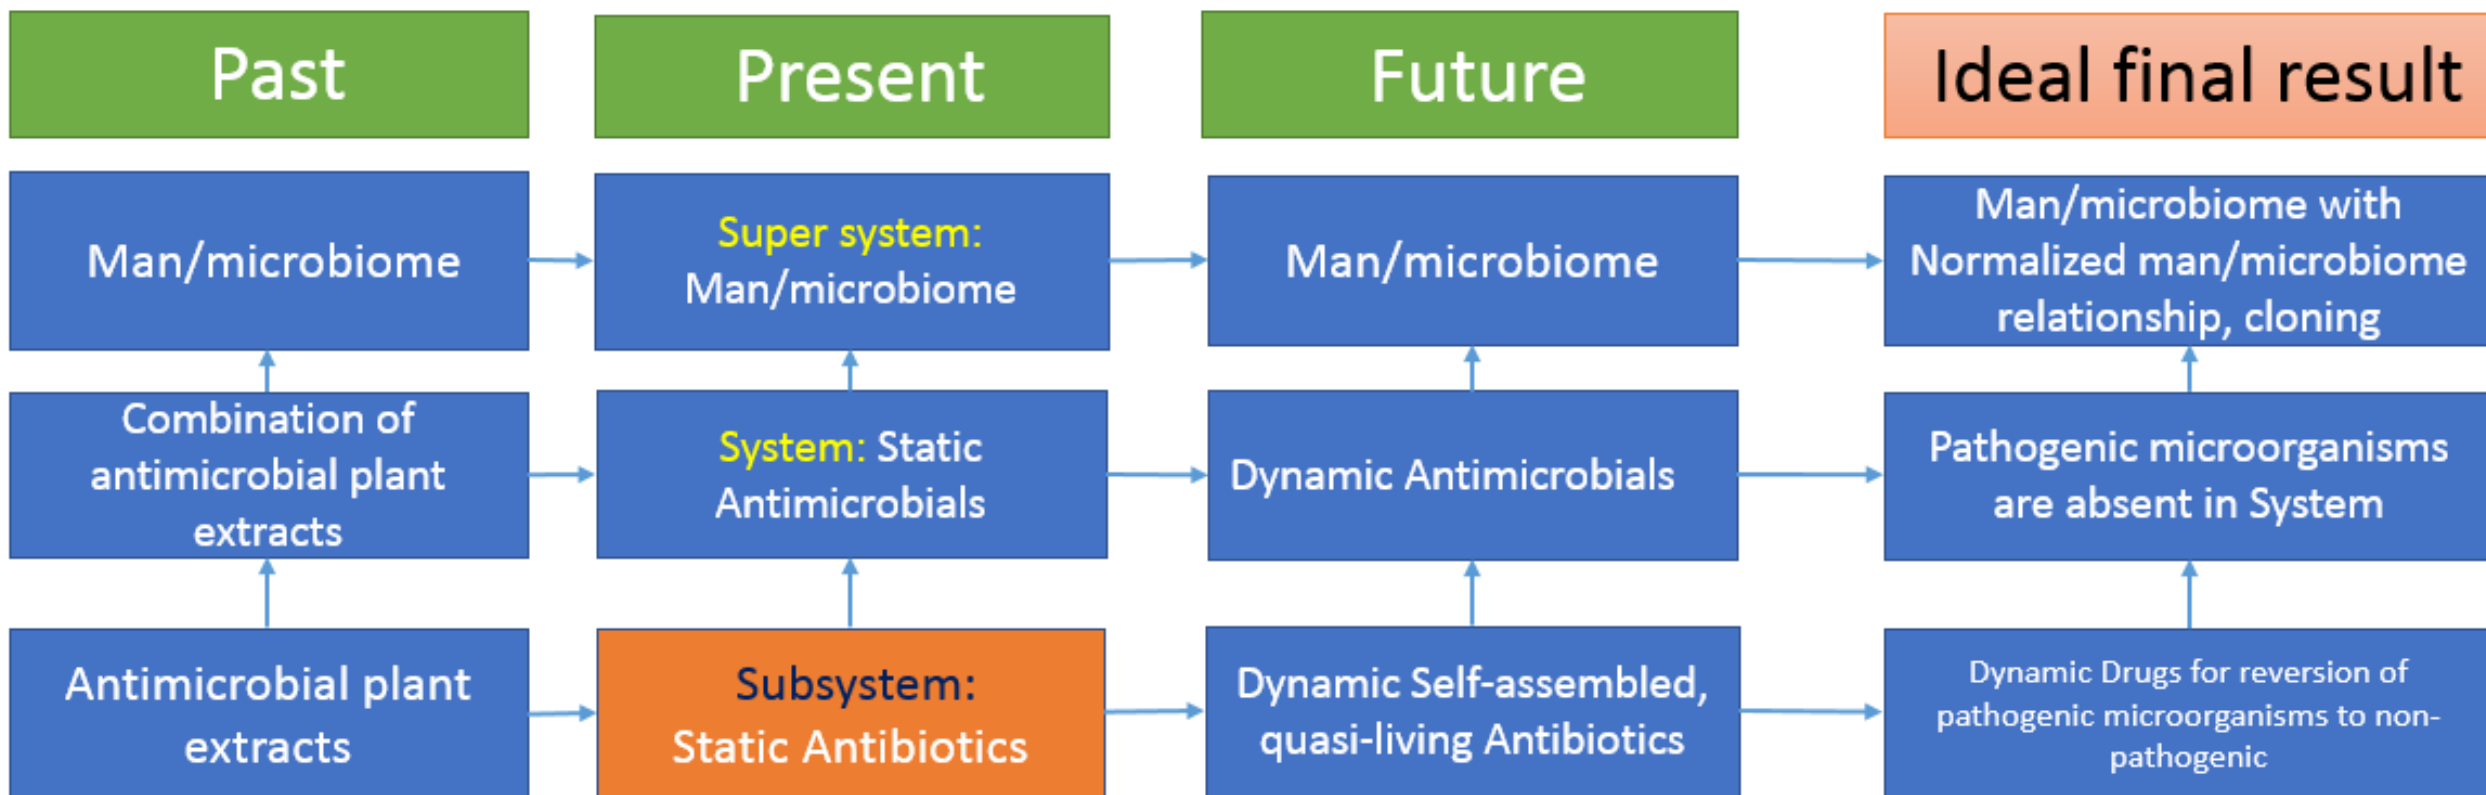 Past
Present
Future
Ideal final result
Man/microbiome
Super system:
Man/microbiome
Man/microbiome
Man/microbiome with
Normalized man/microbiome
relationship, cloning
Combination of
antimicrobial plant
extracts
System: Static
Antimicrobials
Dynamic Antimicrobials
Pathogenic microorganisms
are absent in System
Antimicrobial plant
extracts
Subsystem:
Static Antibiotics
Dynamic Self-assembled,
quasi-living Antibiotics
Dynamic Drugs for reversion of
pathogenic microorganisms to non-
pathogenic